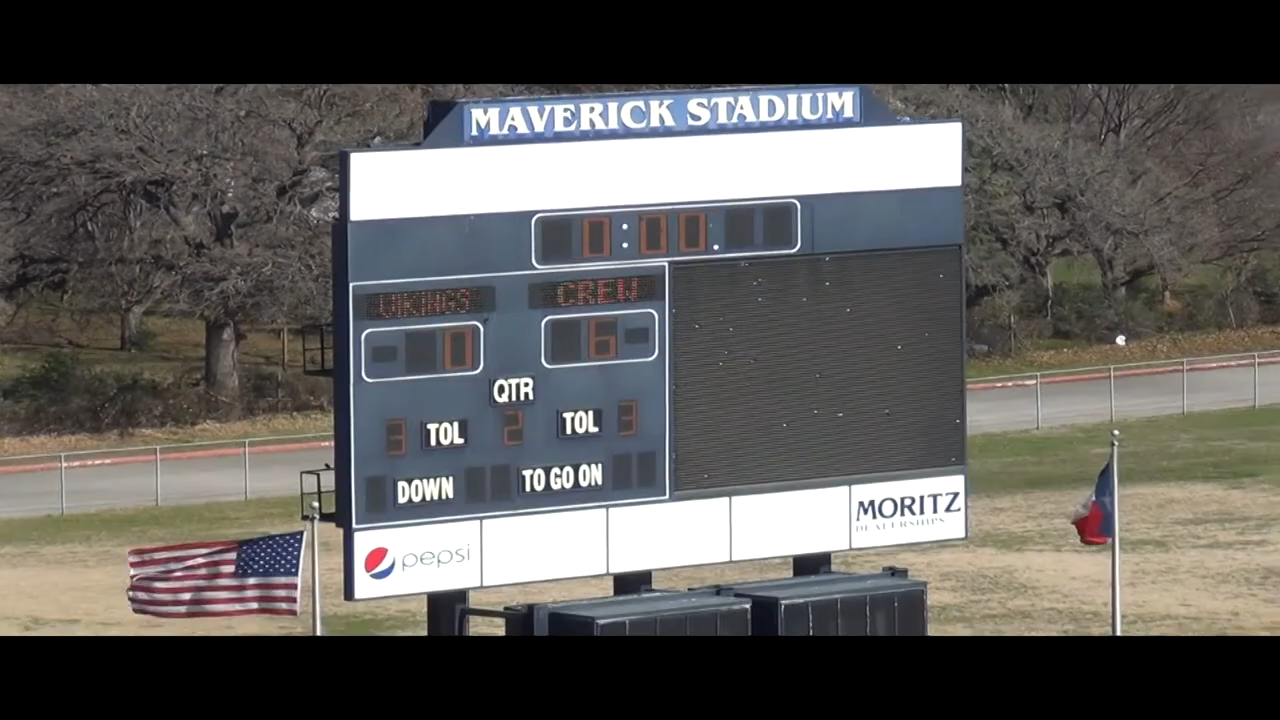 MAVERICK STADIUM
0:00.
VIKINGS CREW
0 6
QTR
3 TOL 2 TOL 3
DOWN TO GO ON
pepsi
MORITZ
DEALERSHIPS